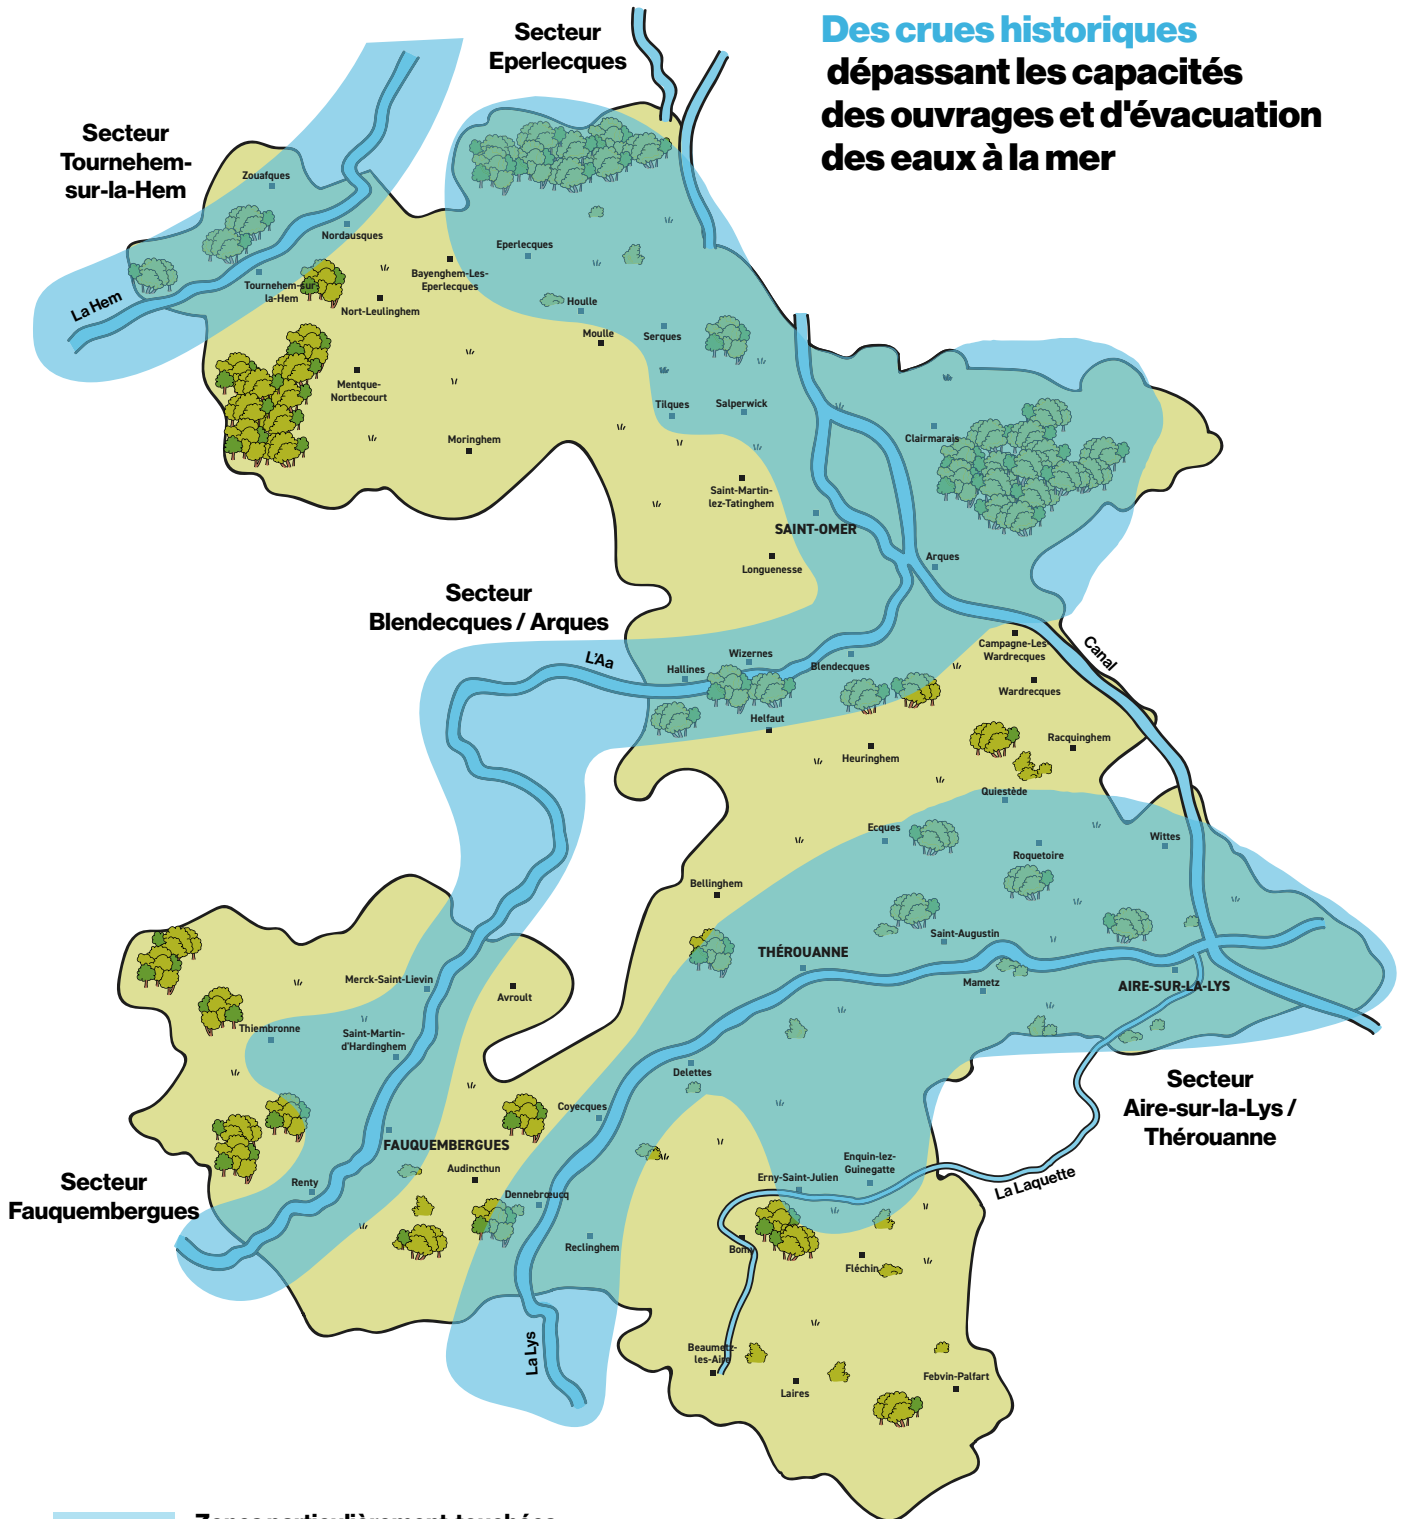 Des crues historiques
dépassant les capacités
des ouvrages et d'évacuation
des eaux à la mer
Secteur
Eperlecques
Secteur
Tournehem-
sur-la-Hem
Zouafques
Nordausques
La Hem
Tournehem-sur-
la-Hem
Bayenghem-Les-
Eperlecques
Nort-Leulinghem
Eperlecques
Houlle
Moulle
Serques
Mentque-
Nortbecourt
Moringhem
Tilques
Salperwick
Clairmarais
Saint-Martin-
lez-Tatinghem
SAINT-OMER
Longuenesse
Arques
Secteur
Blendecques / Arques
L'Aa
Hallines
Wizernes
Blendecques
Campagne-Les-
Wardrecques
Canal
Wardrecques
Helfaut
Heuringhem
Racquinghem
Quiestède
Ecques
Roquetoire
Wittes
Bellinghem
THÉROUANNE
Saint-Augustin
Mametz
AIRE-SUR-LA-LYS
Merck-Saint-Lievin
Avroult
Thiembronne
Saint-Martin-
d'Hardinghem
Delettes
Coyecques
Secteur
Aire-sur-la-Lys /
Thérouanne
FAUQUEMBERGUES
Audincthun
Enquin-lez-
Guinegatte
Erny-Saint-Julien
La Laquette
Secteur
Fauquembergues
Renty
Dennebrœucq
Reclinghem
Bomy
Fléchin
La Lys
Beaumetz-
les-Aire
Laires
Febvin-Palfart
Zones particulièrement touchées